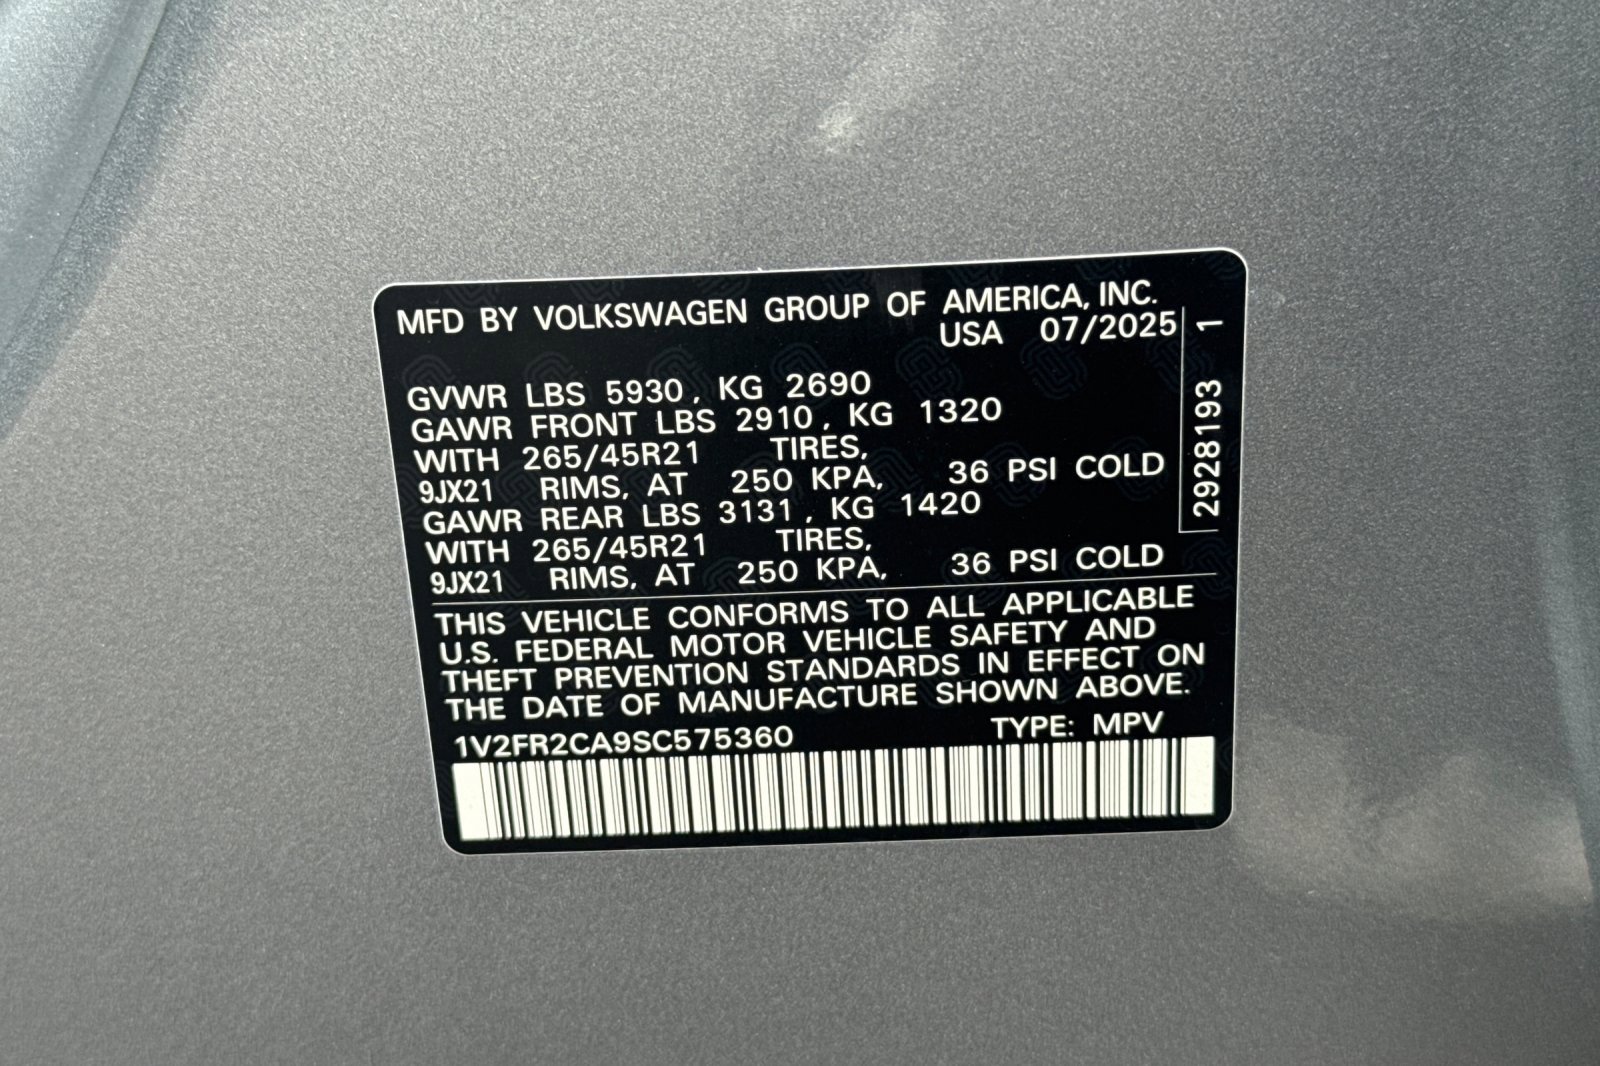 MFD BY VOLKSWAGEN GROUP OF AMERICA, INC.
USA 07/2025
GVWR LBS 5930, KG 2690
GAWR FRONT LBS 2910, KG 1320
WITH 265/45R21 TIRES,
9JX21 RIMS, AT 250 KPA, 36 PSI COLD
GAWR REAR LBS 3131, KG 1420
WITH 265/45R21 TIRES,
9JX21 RIMS, AT 250 KPA, 36 PSI COLD
THIS VEHICLE CONFORMS TO ALL APPLICABLE
U.S. FEDERAL MOTOR VEHICLE SAFETY AND
THEFT PREVENTION STANDARDS IN EFFECT ON
THE DATE OF MANUFACTURE SHOWN ABOVE.
1V2FR2CA9SC575360 TYPE: MPV
2928193 1